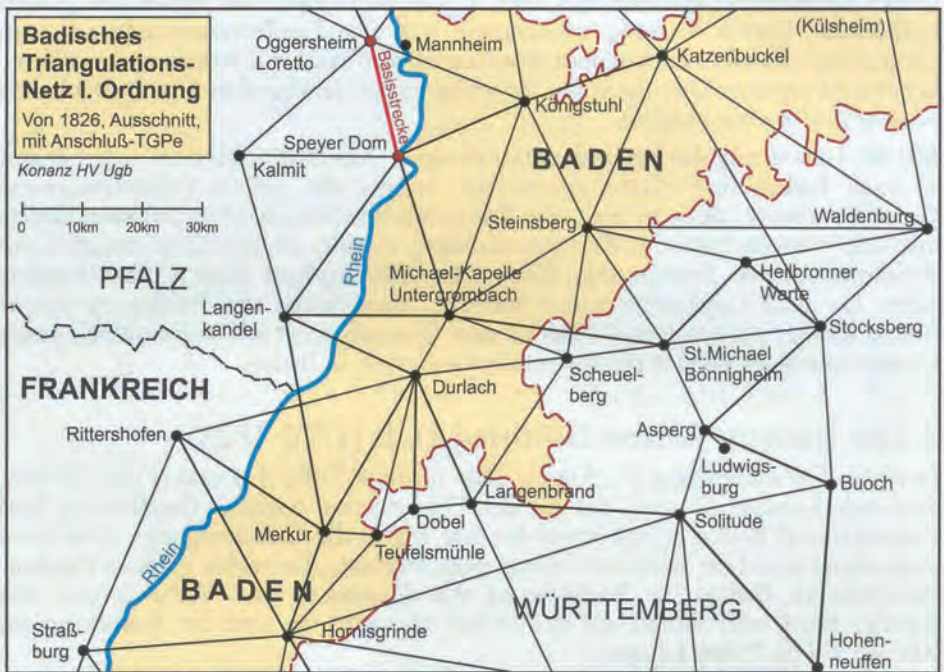 Badisches
Triangulations-
Netz I. Ordnung
Von 1826, Ausschnitt,
mit Anschluß-TGPe
Konanz HV Ugb
0 10km 20km 30km
Oggersheim
Loretto
Mannheim
Basisstrecke
(Külsheim)
Katzenbuckel
Königstuhl
Speyer Dom
Kalmit
BADEN
Steinsberg
Waldenburg
Rhein
PFALZ
Michael-Kapelle
Untergrombach
Heilbronner
Warte
Langen-
kandel
Stocksberg
St.Michael
Bönnigheim
Scheuel-
berg
Durlach
FRANKREICH
Rittershofen
Asperg
Ludwigs-
burg
Buoch
Langenbrand
Dobel
Solitude
Merkur
Teufelsmühle
Rhein
BADEN
WÜRTTEMBERG
Straß-
burg
Hornisgrinde
Hohen-
neuffen